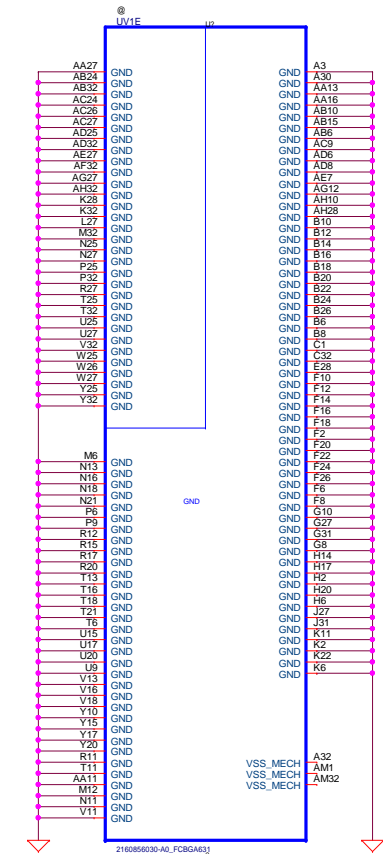 @
UV1E
U?
AA27 GND
AB24 GND
AB32 GND
AC24 GND
AC26 GND
AC27 GND
AD25 GND
AD32 GND
AE27 GND
AF32 GND
AG27 GND
AH32 GND
K28 GND
K32 GND
L27 GND
M32 GND
N25 GND
N27 GND
P25 GND
P32 GND
R27 GND
T25 GND
T32 GND
U25 GND
U27 GND
V32 GND
W25 GND
W26 GND
W27 GND
Y25 GND
Y32 GND
M6 GND
N13 GND
N16 GND
N18 GND
N21 GND
P6 GND
P9 GND
R12 GND
R15 GND
R17 GND
R20 GND
T13 GND
T16 GND
T18 GND
T21 GND
T6 GND
U15 GND
U17 GND
U20 GND
U9 GND
V13 GND
V16 GND
V18 GND
Y10 GND
Y15 GND
Y17 GND
Y20 GND
R11 GND
T11 GND
AA11 GND
M12 GND
N11 GND
V11 GND
GND
GND A3
GND A30
GND AA13
GND AA16
GND AB10
GND AB15
GND AB6
GND AC9
GND AD6
GND AD8
GND AE7
GND AG12
GND AH10
GND AH28
GND B10
GND B12
GND B14
GND B16
GND B18
GND B20
GND B22
GND B24
GND B26
GND B6
GND B8
GND C1
GND C32
GND E28
GND F10
GND F12
GND F14
GND F16
GND F18
GND F2
GND F20
GND F22
GND F24
GND F26
GND F6
GND F8
GND G10
GND G27
GND G31
GND G8
GND H14
GND H17
GND H2
GND H20
GND H6
GND J27
GND J31
GND K11
GND K2
GND K22
GND K6
VSS_MECH A32
VSS_MECH AM1
VSS_MECH AM32
2160856030-A0_FCBGA631